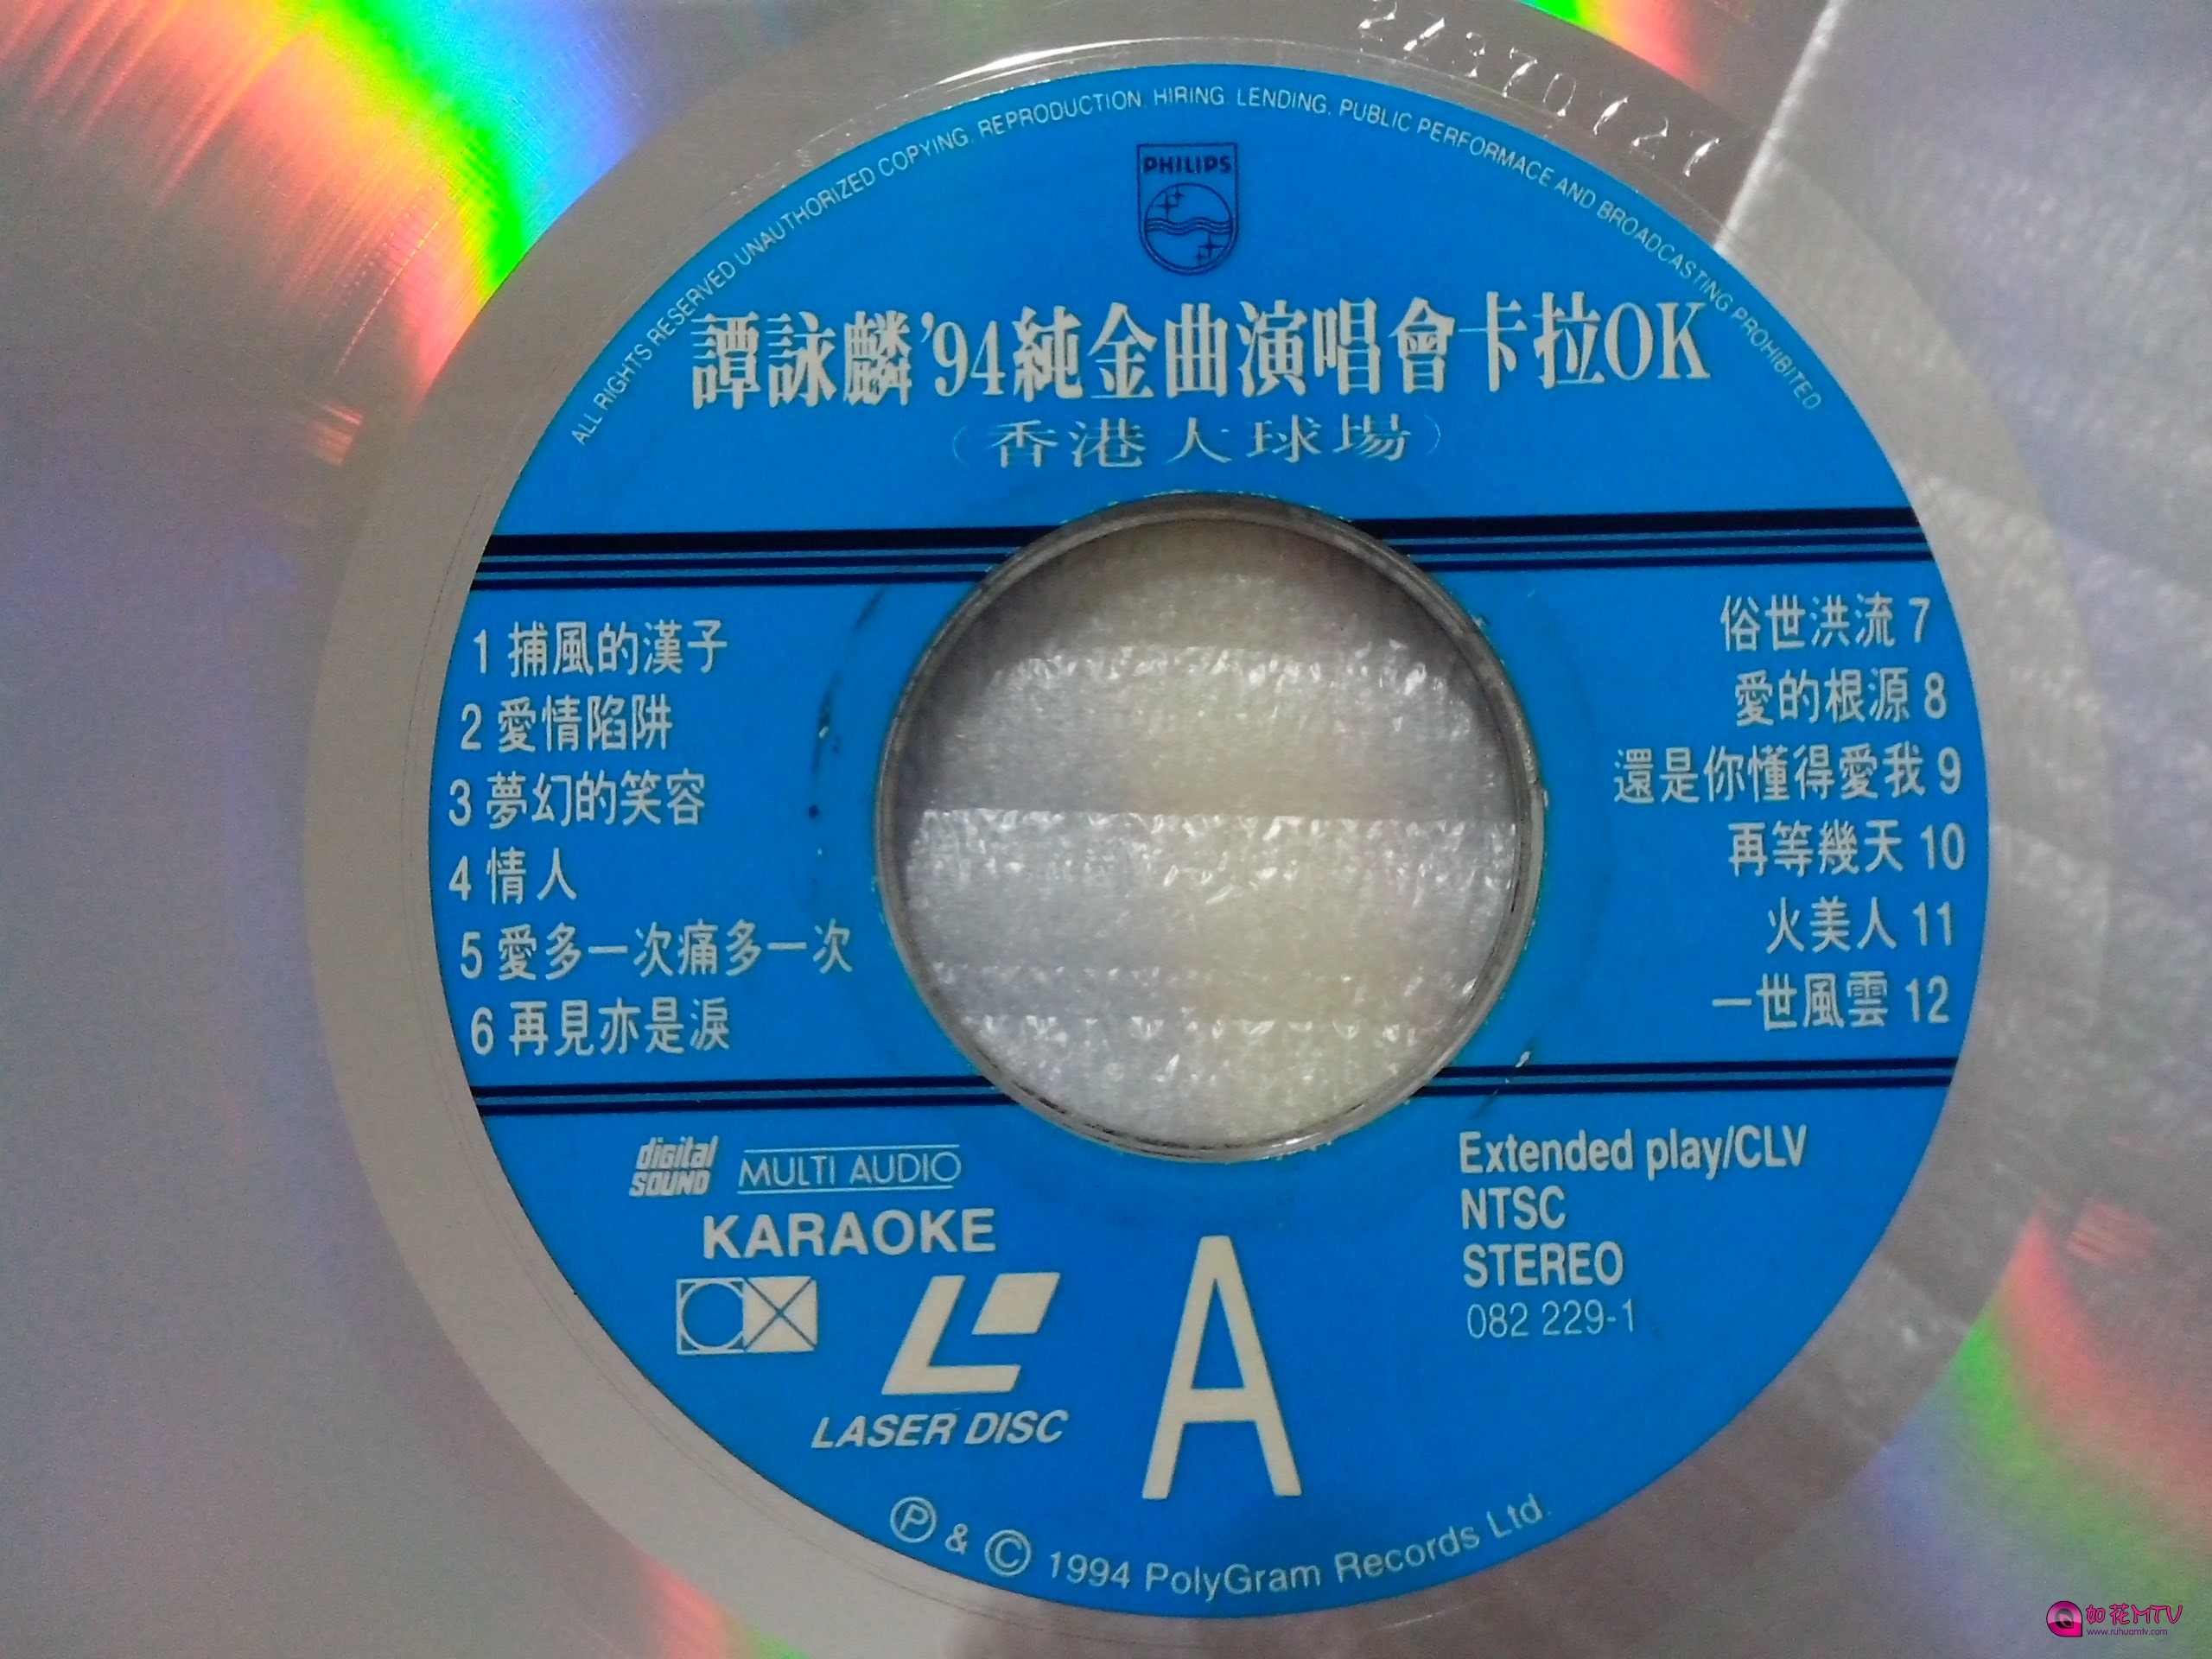 24370127
ALL RIGHTS RESERVED UNAUTHORIZED COPYING, REPRODUCTION. HIRING. LENDING. PUBLIC PERFORMACE AND BROADCASTING PROHIBITED
PHILIPS
譚詠麟'94純金曲演唱會卡拉OK
(香港大球場)
1 捕風的漢子
2 愛情陷阱
3 夢幻的笑容
4 情人
5 愛多一次痛多一次
6 再見亦是淚
俗世洪流 7
愛的根源 8
還是你懂得愛我 9
再等幾天 10
火美人 11
一世風雲 12
digital SOUND
MULTI AUDIO
KARAOKE
LASER DISC
A
Extended play/CLV
NTSC
STEREO
082 229-1
Ⓟ & © 1994 PolyGram Records Ltd.
如花MTV
www.ruhuamtv.com